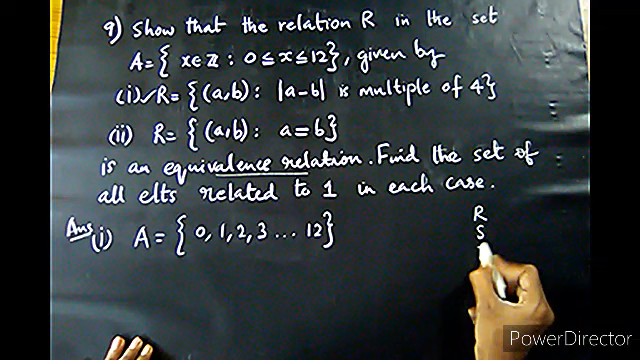 9) Show that the relation R in the set
A = { x∈ℤ : 0 ≤ x ≤ 12 }, given by
(i) ✓ R = { (a,b) : |a-b| is multiple of 4 }
(ii) R = { (a,b) : a = b }
is an equivalence relation. Find the set of
all elts related to 1 in each case.
Ans (i) A = { 0, 1, 2, 3 ... 12 }
R
S
PowerDirector